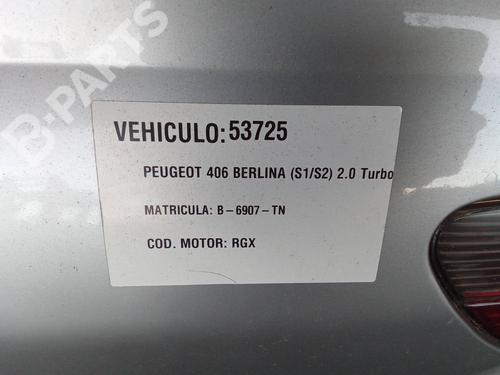 B-PARTS
VEHICULO: 53725
PEUGEOT 406 BERLINA (S1/S2) 2.0 Turbo
MATRICULA: B-6907-TN
COD. MOTOR: RGX